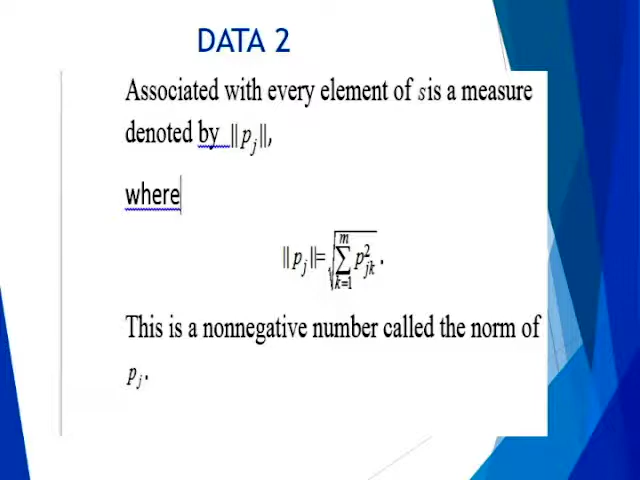 DATA 2
Associated with every element of s is a measure
denoted by ||p_j||,
where
||p_j||=√(∑_{k=1}^{m} p_{jk}^2).
This is a nonnegative number called the norm of
p_j.